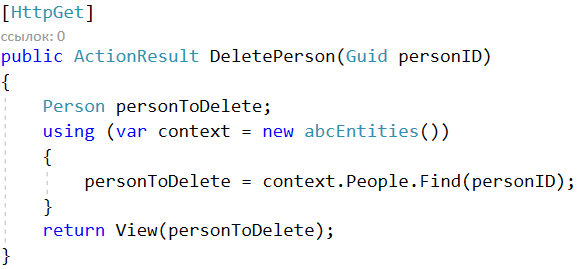 [HttpGet]
ссылок: 0
public ActionResult DeletePerson(Guid personID)
{
    Person personToDelete;
    using (var context = new abcEntities())
    {
        personToDelete = context.People.Find(personID);
    }
    return View(personToDelete);
}